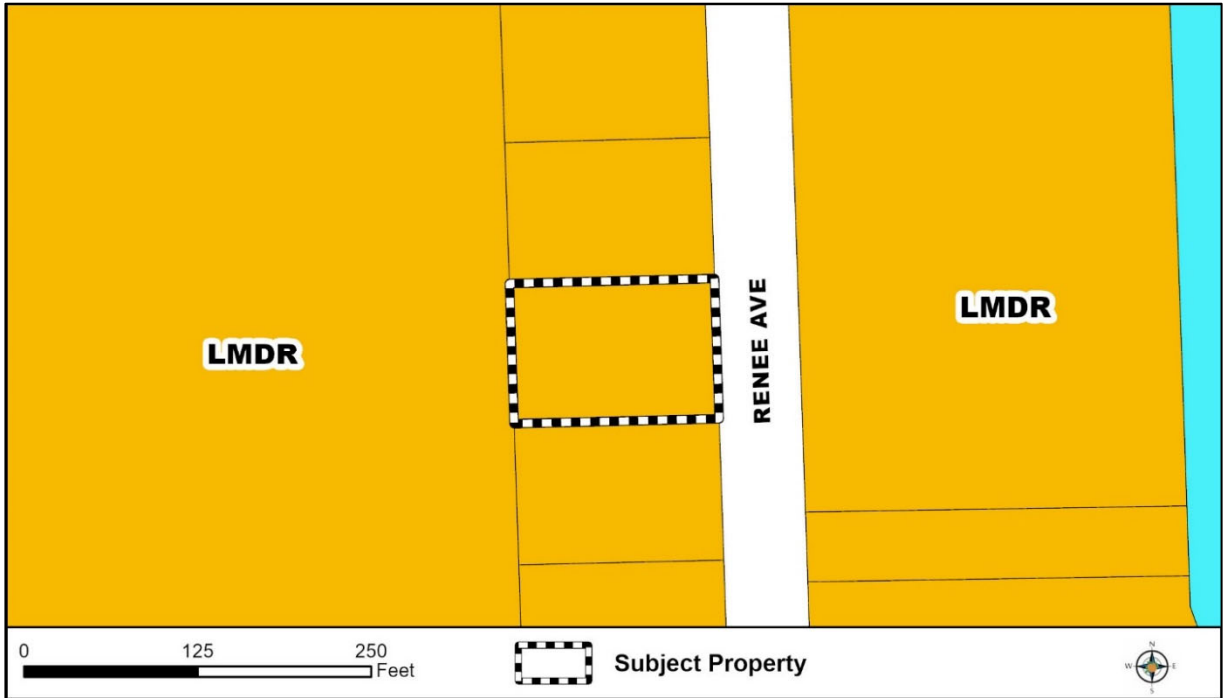 LMDR
RENEE AVE
LMDR
0 125 250
Feet
Subject Property
N
W E
S